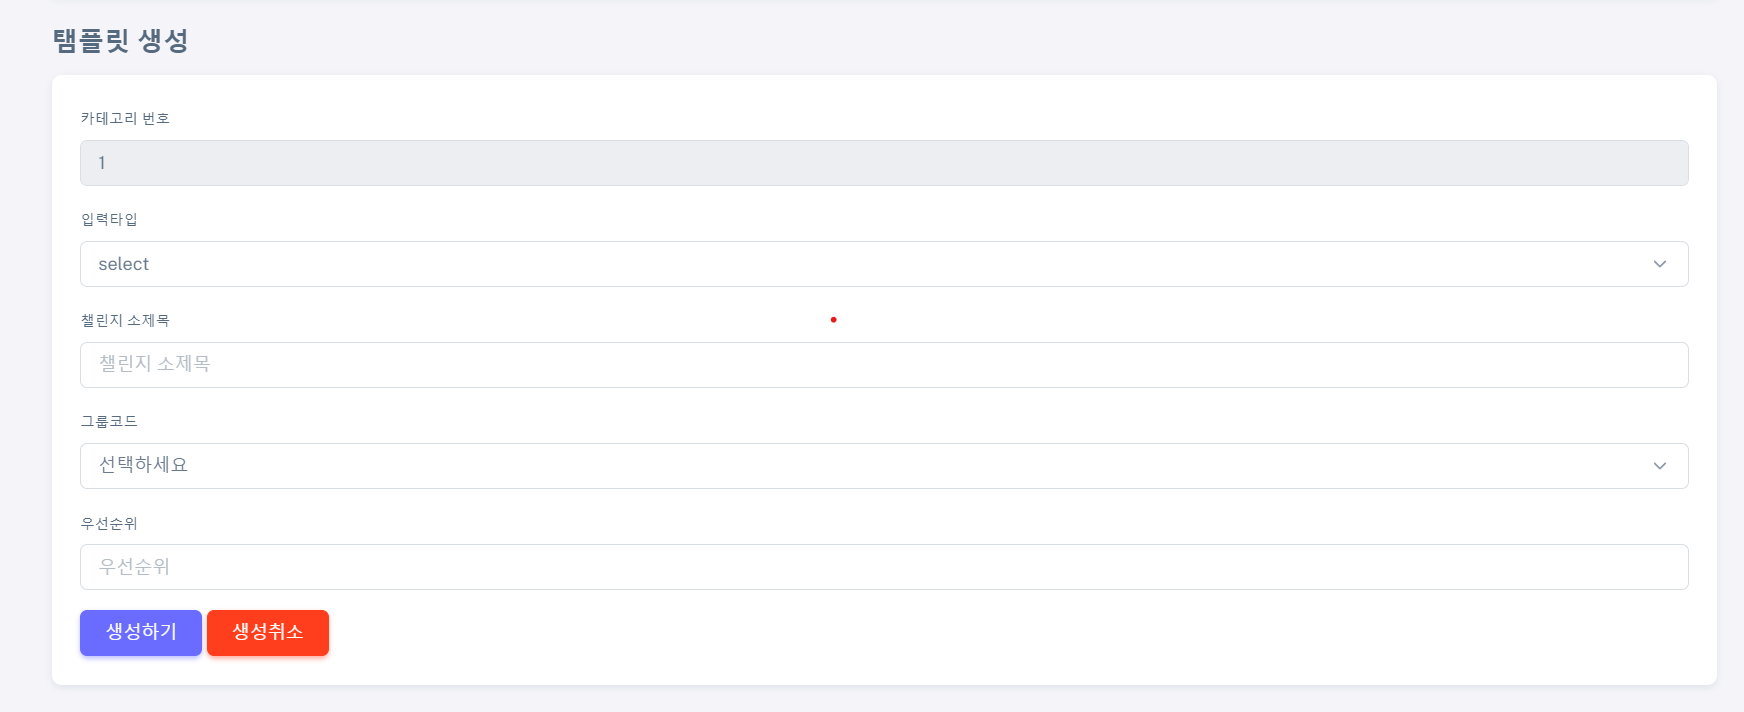 탬플릿 생성
카테고리 번호
1
입력타입
select
챌린지 소제목
챌린지 소제목
그룹코드
선택하세요
우선순위
우선순위
생성하기 생성취소